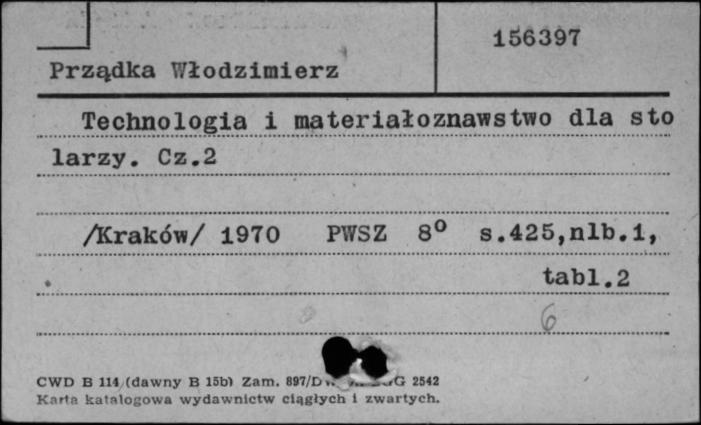 156397
Prządka Włodzimierz
Technologia i materiałoznawstwo dla sto
larzy. Cz.2
/Kraków/ 1970 PWSZ 8° s.425,nlb.1,
tabl.2
6
CWD B 114 (dawny B 15b) Zam. 897/D G 2542
Karta katalogowa wydawnictw ciągłych i zwartych.